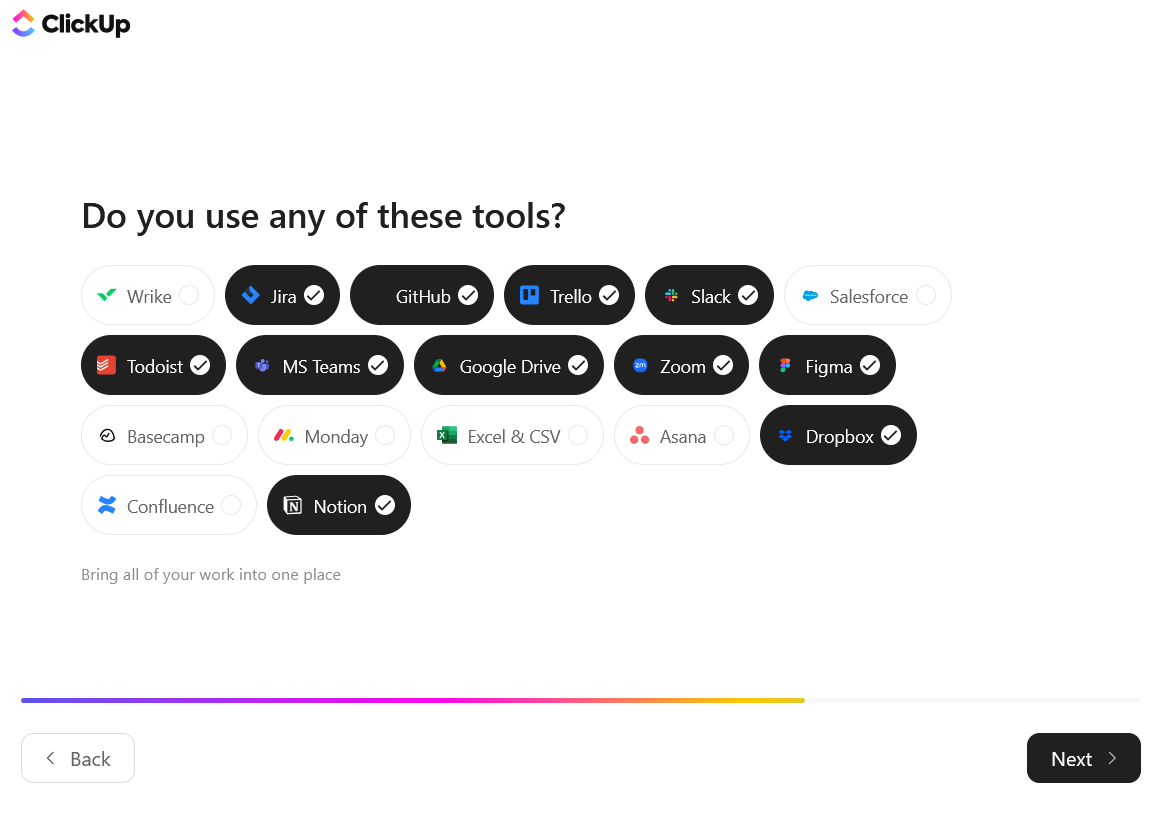 ClickUp
Do you use any of these tools?
Wrike Jira GitHub Trello Slack Salesforce
Todoist MS Teams Google Drive Zoom Figma
Basecamp Monday Excel & CSV Asana Dropbox
Confluence Notion
Bring all of your work into one place
Back Next